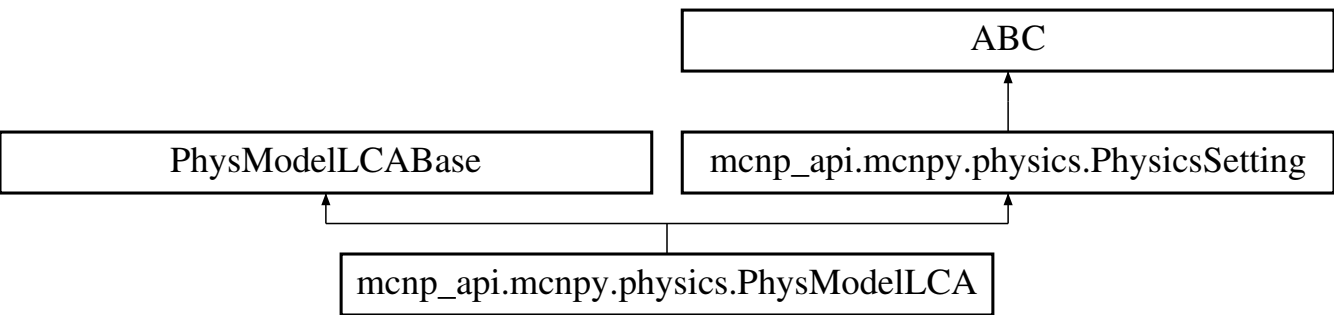 ABC
PhysModelLCABase
mcnp_api.mcnpy.physics.PhysicsSetting
mcnp_api.mcnpy.physics.PhysModelLCA